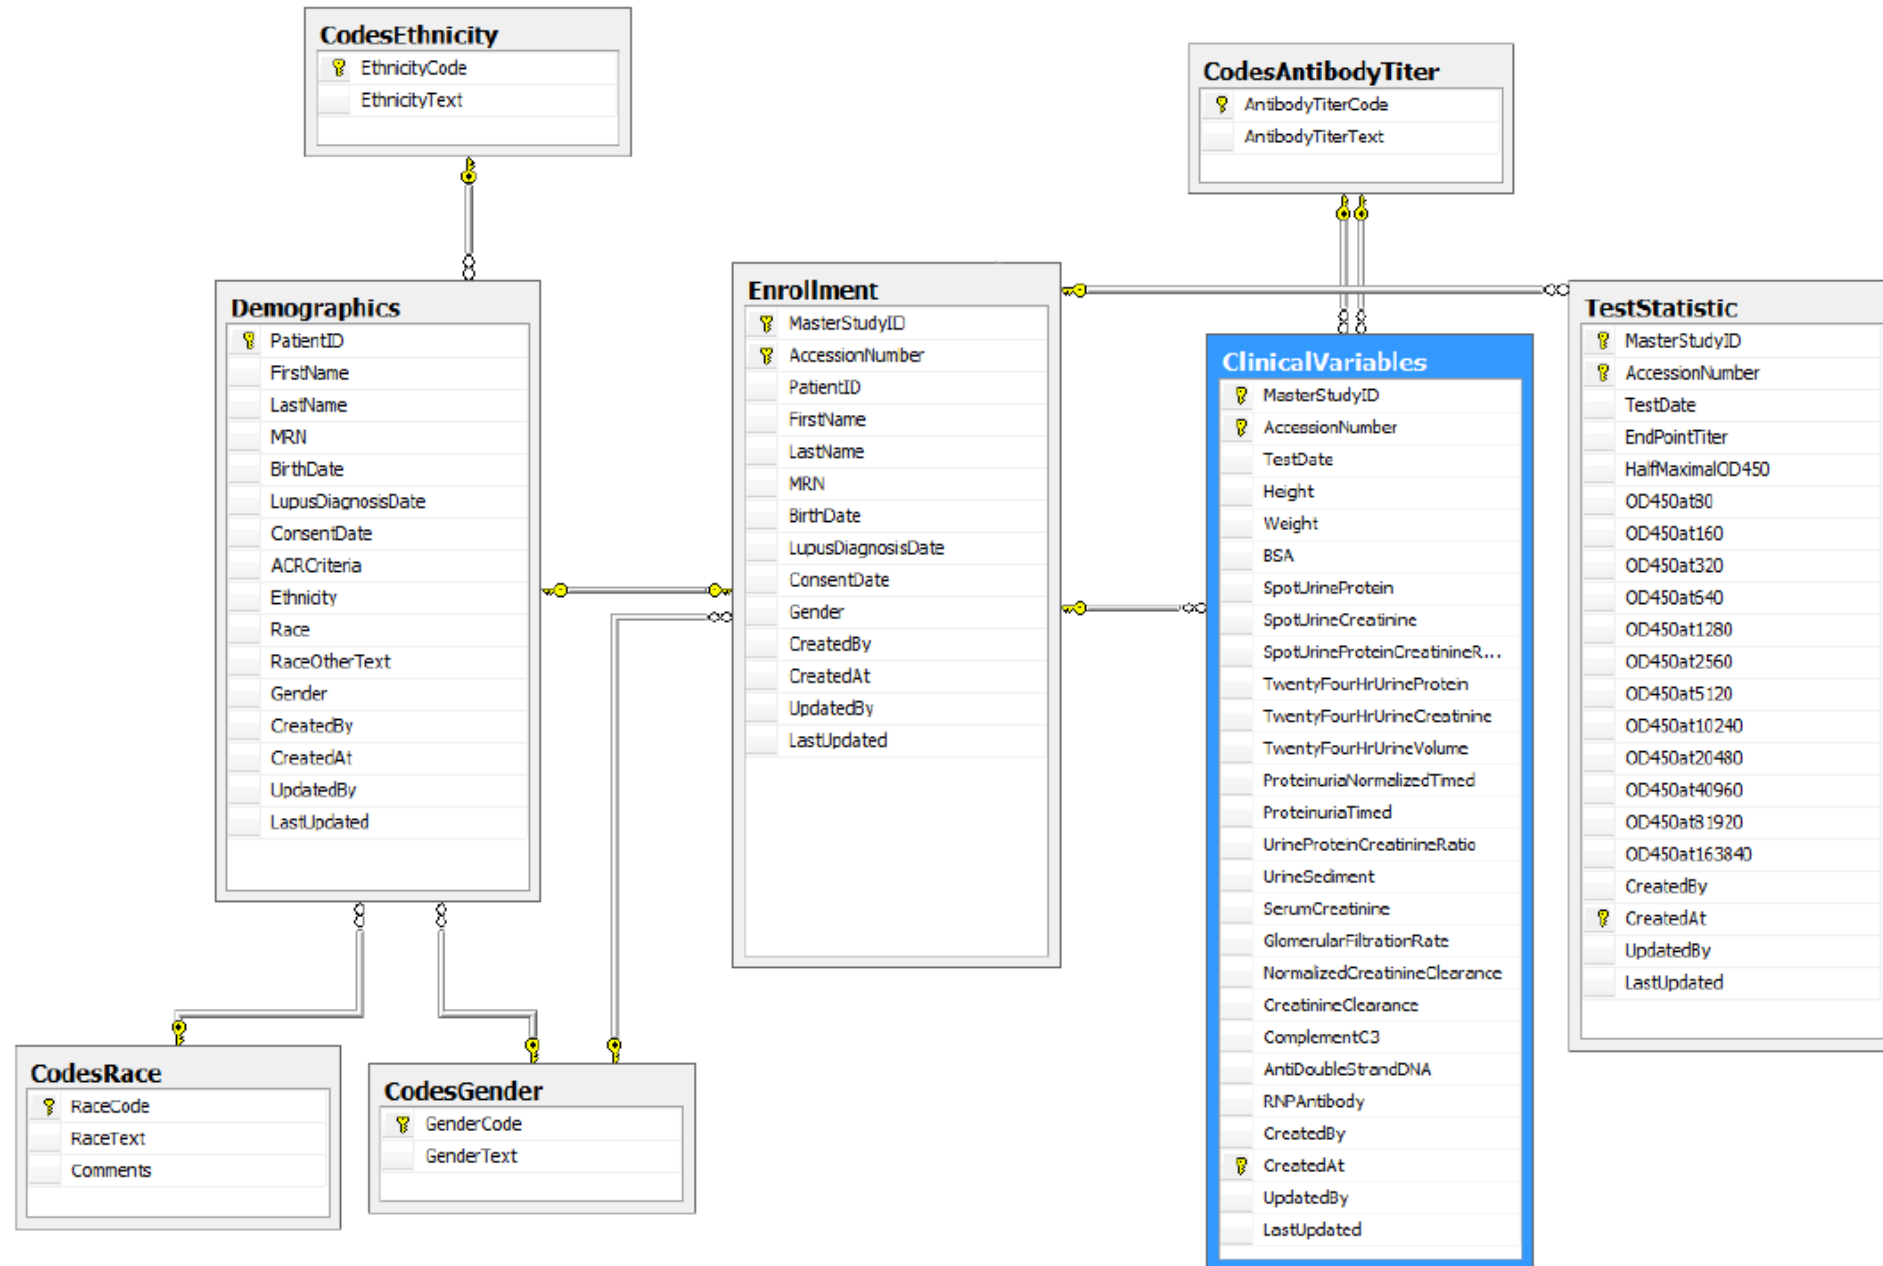 CodesEthnicity
EthnicityCode
EthnicityText
CodesAntibodyTiter
AntibodyTiterCode
AntibodyTiterText
Demographics
PatientID
FirstName
LastName
MRN
BirthDate
LupusDiagnosisDate
ConsentDate
ACRCriteria
Ethnicity
Race
RaceOtherText
Gender
CreatedBy
CreatedAt
UpdatedBy
LastUpdated
Enrollment
MasterStudyID
AccessionNumber
PatientID
FirstName
LastName
MRN
BirthDate
LupusDiagnosisDate
ConsentDate
Gender
CreatedBy
CreatedAt
UpdatedBy
LastUpdated
ClinicalVariables
MasterStudyID
AccessionNumber
TestDate
Height
Weight
BSA
SpotUrineProtein
SpotUrineCreatinine
SpotUrineProteinCreatinineR...
TwentyFourHrUrineProtein
TwentyFourHrUrineCreatinine
TwentyFourHrUrineVolume
ProteinuriaNormalizedTimed
ProteinuriaTimed
UrineProteinCreatinineRatio
UrineSediment
SerumCreatinine
GlomerularFiltrationRate
NormalizedCreatinineClearance
CreatinineClearance
ComplementC3
AntiDoubleStrandDNA
RNPAntibody
CreatedBy
CreatedAt
UpdatedBy
LastUpdated
TestStatistic
MasterStudyID
AccessionNumber
TestDate
EndPointTiter
HalfMaximalOD450
OD450at80
OD450at160
OD450at320
OD450at640
OD450at1280
OD450at2560
OD450at5120
OD450at10240
OD450at20480
OD450at40960
OD450at81920
OD450at163840
CreatedBy
CreatedAt
UpdatedBy
LastUpdated
CodesRace
RaceCode
RaceText
Comments
CodesGender
GenderCode
GenderText